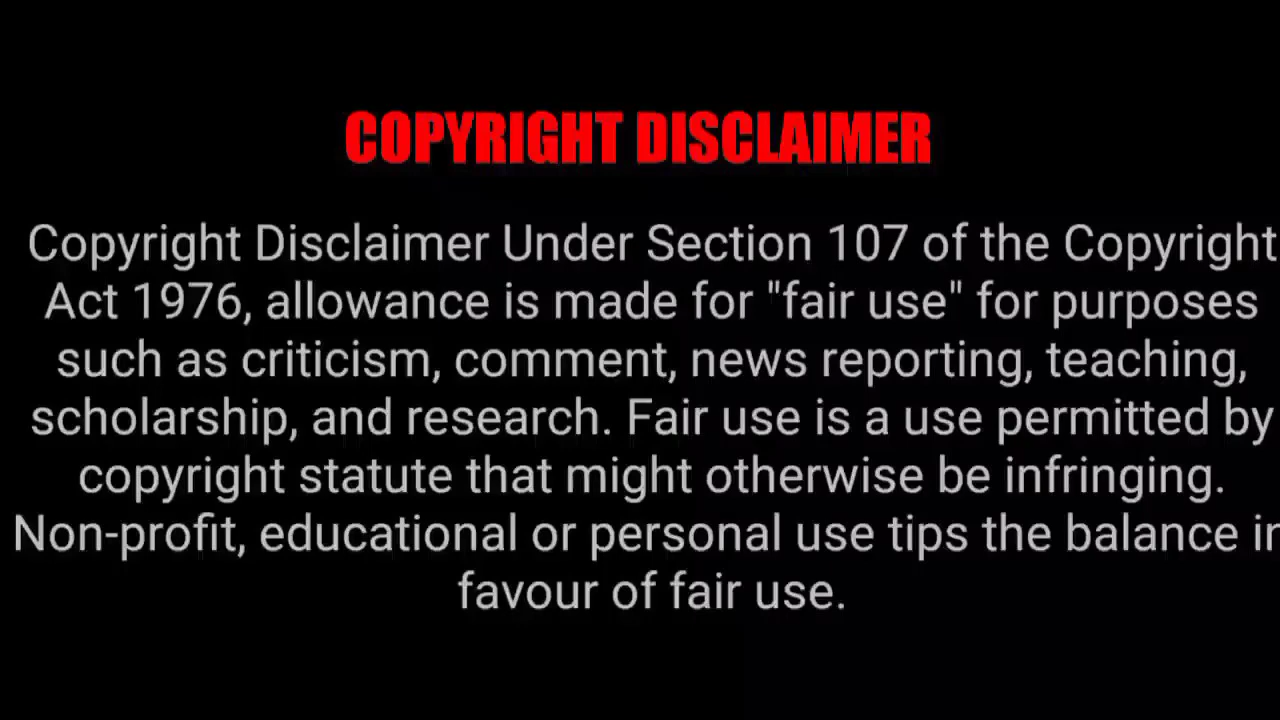 COPYRIGHT DISCLAIMER
Copyright Disclaimer Under Section 107 of the Copyright
Act 1976, allowance is made for "fair use" for purposes
such as criticism, comment, news reporting, teaching,
scholarship, and research. Fair use is a use permitted by
copyright statute that might otherwise be infringing.
Non-profit, educational or personal use tips the balance in
favour of fair use.